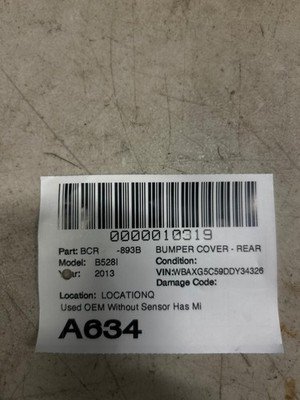 0000010319
Part: BCR -893B BUMPER COVER - REAR
Model: B528I Condition:
Year: 2013 VIN:WBAXG5C59DDY34326
Damage Code:
Location: LOCATIONQ
Used OEM Without Sensor Has Mi
A634